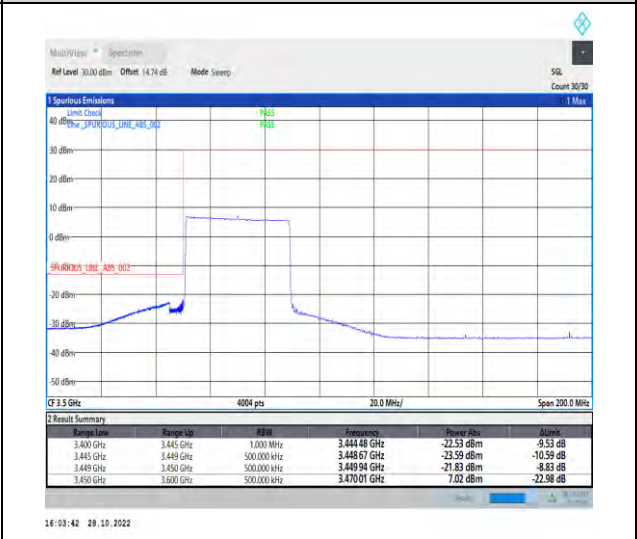 MultiView Spectrum
Ref Level 30.00 dBm Offset 14.74 dB Mode Sweep SGL
Count 30/30
1 Spurious Emissions 1 Max
Limit Check PASS
40 dBm Line _SPURIOUS_LINE_ABS_002 PASS
30 dBm
20 dBm
10 dBm
0 dBm
_SPURIOUS_LINE_ABS_002
-20 dBm
-30 dBm
-40 dBm
-50 dBm
CF 3.5 GHz 4004 pts 20.0 MHz/ Span 200.0 MHz
2 Result Summary
Range Low Range Up RBW Frequency Power Abs ΔLimit
3.400 GHz 3.445 GHz 1.000 MHz 3.444 48 GHz -22.53 dBm -9.53 dB
3.445 GHz 3.449 GHz 500.000 kHz 3.448 67 GHz -23.59 dBm -10.59 dB
3.449 GHz 3.450 GHz 500.000 kHz 3.449 94 GHz -21.83 dBm -8.83 dB
3.450 GHz 3.600 GHz 500.000 kHz 3.470 01 GHz 7.02 dBm -22.98 dB
16:03:42 28.10.2022